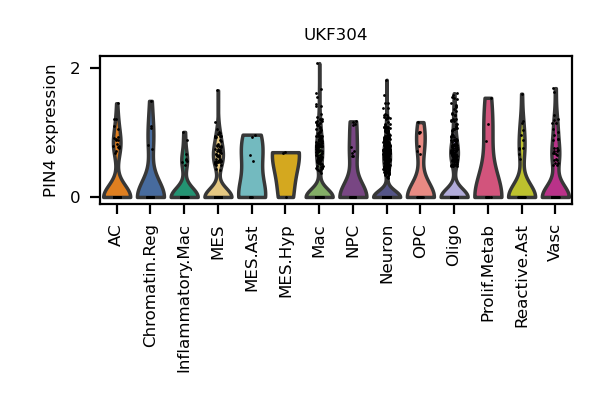 UKF304
PIN4 expression
2
0
AC
Chromatin.Reg
Inflammatory.Mac
MES
MES.Ast
MES.Hyp
Mac
NPC
Neuron
OPC
Oligo
Prolif.Metab
Reactive.Ast
Vasc